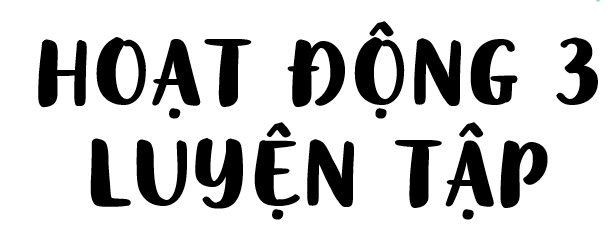 HOẠT ĐỘNG 3
LUYỆN TẬP